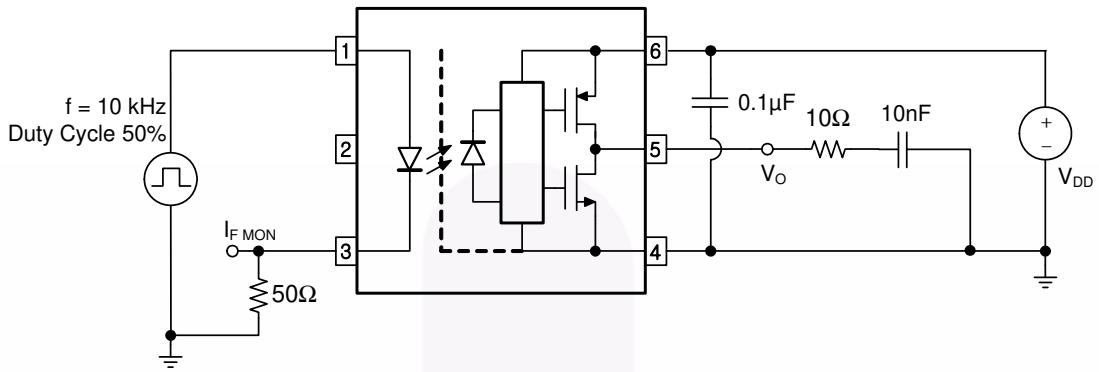 f = 10 kHz
Duty Cycle 50%
1
2
3
I_F MON
50Ω
6
5
4
0.1µF
10Ω
10nF
V_O
+
−
V_DD